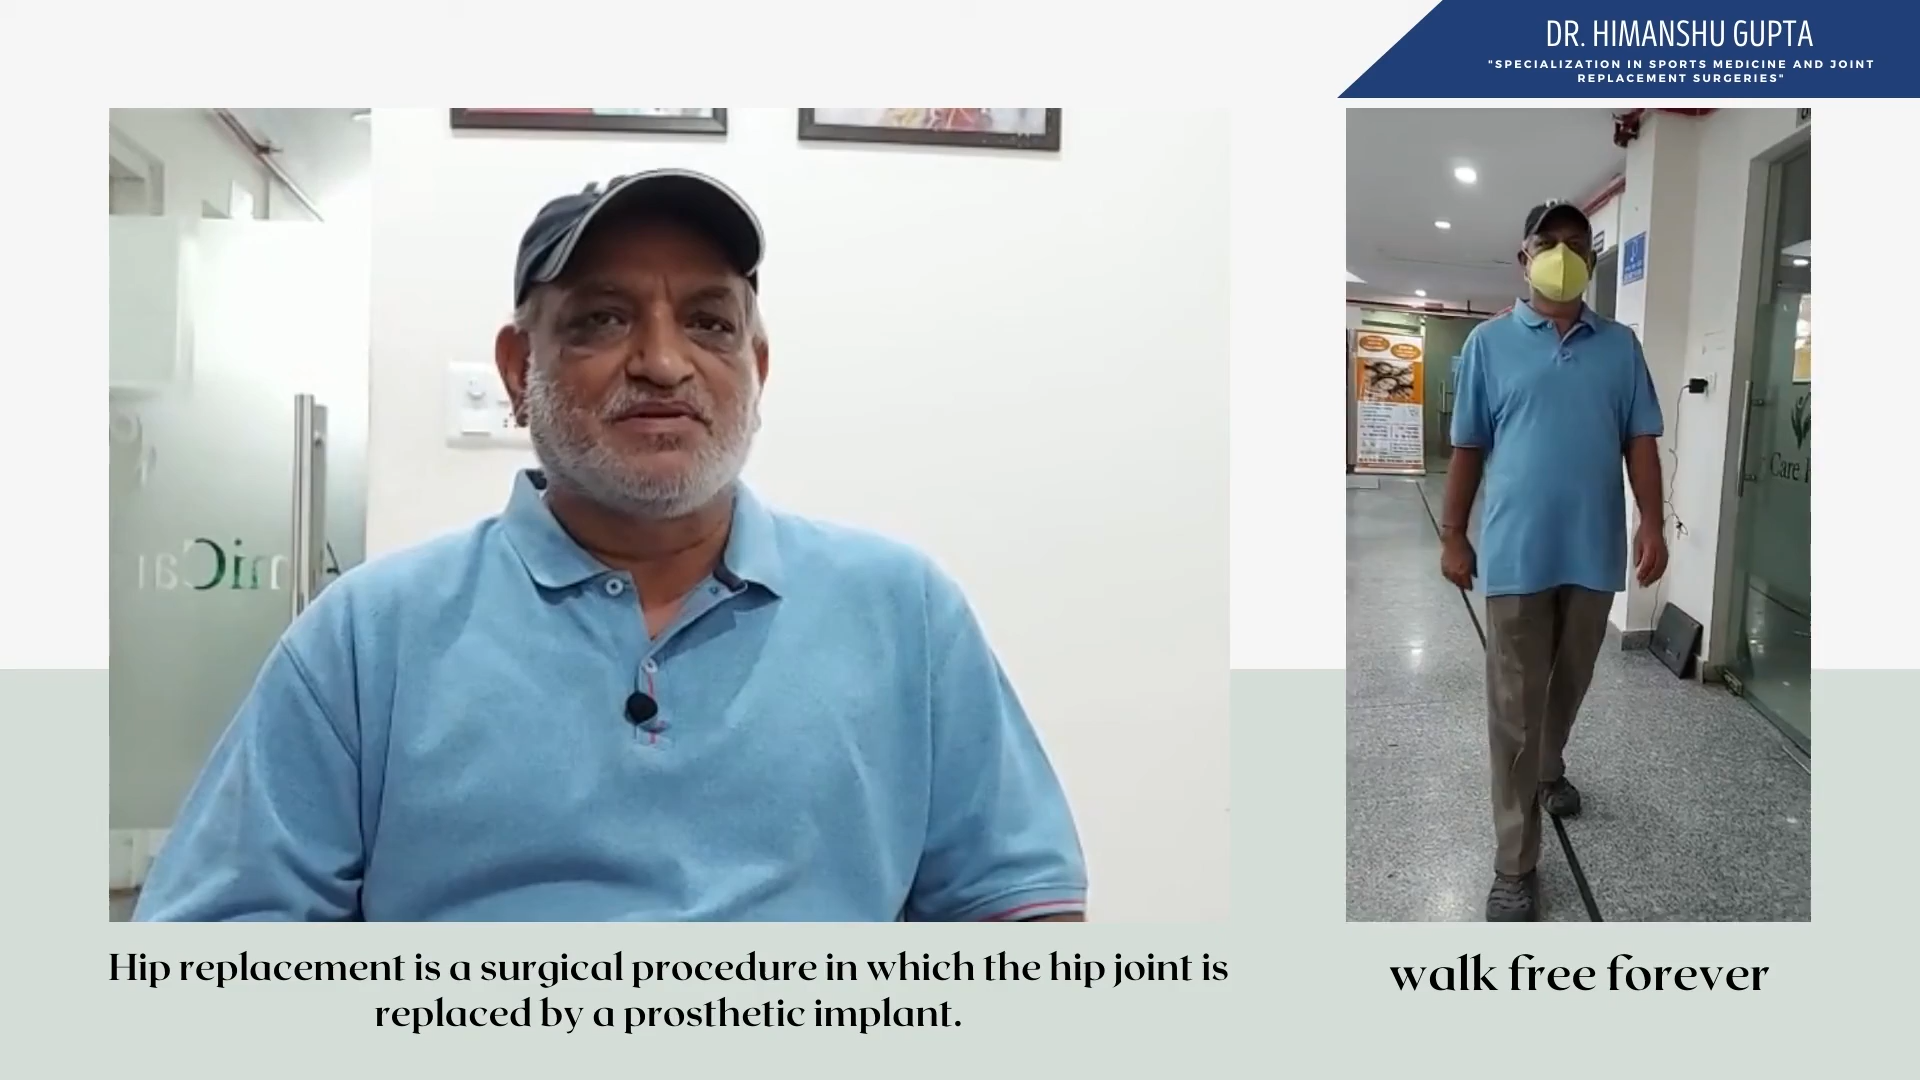 DR. HIMANSHU GUPTA
"SPECIALIZATION IN SPORTS MEDICINE AND JOINT
REPLACEMENT SURGERIES"
Care
Hip replacement is a surgical procedure in which the hip joint is
replaced by a prosthetic implant.
walk free forever